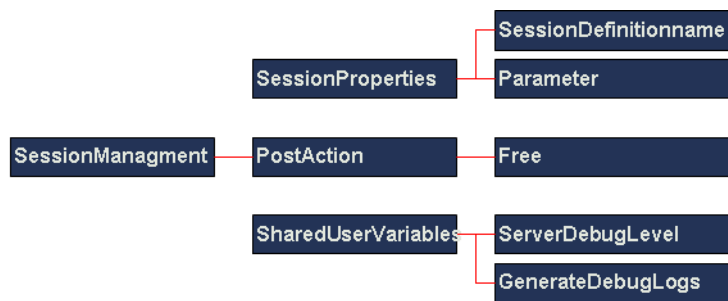 SessionDefinitionname
SessionProperties
Parameter
SessionManagment
PostAction
Free
SharedUserVariables
ServerDebugLevel
GenerateDebugLogs